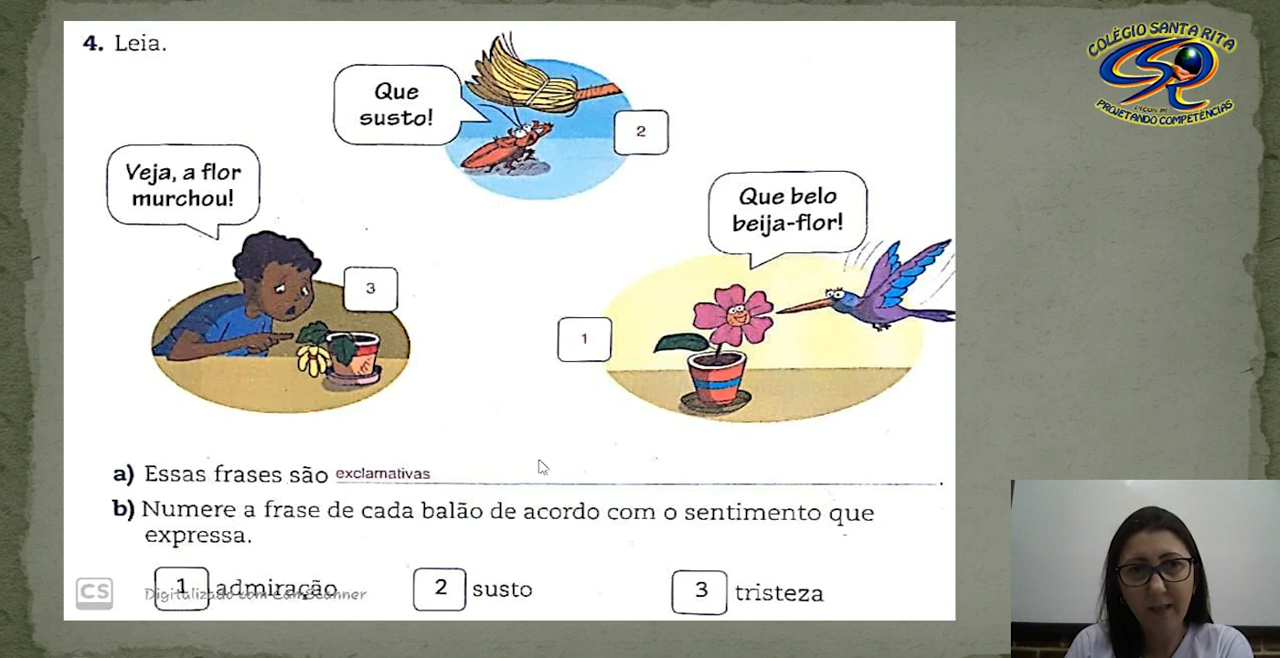 4. Leia.
Que
susto!
2
Veja, a flor
murchou!
3
Que belo
beija-flor!
1
a) Essas frases são exclamativas.
b) Numere a frase de cada balão de acordo com o sentimento que
expressa.
1 admiração 2 susto 3 tristeza
CS Digitalizado com CamScanner
COLÉGIO SANTA RITA
PROJETANDO COMPETÊNCIAS